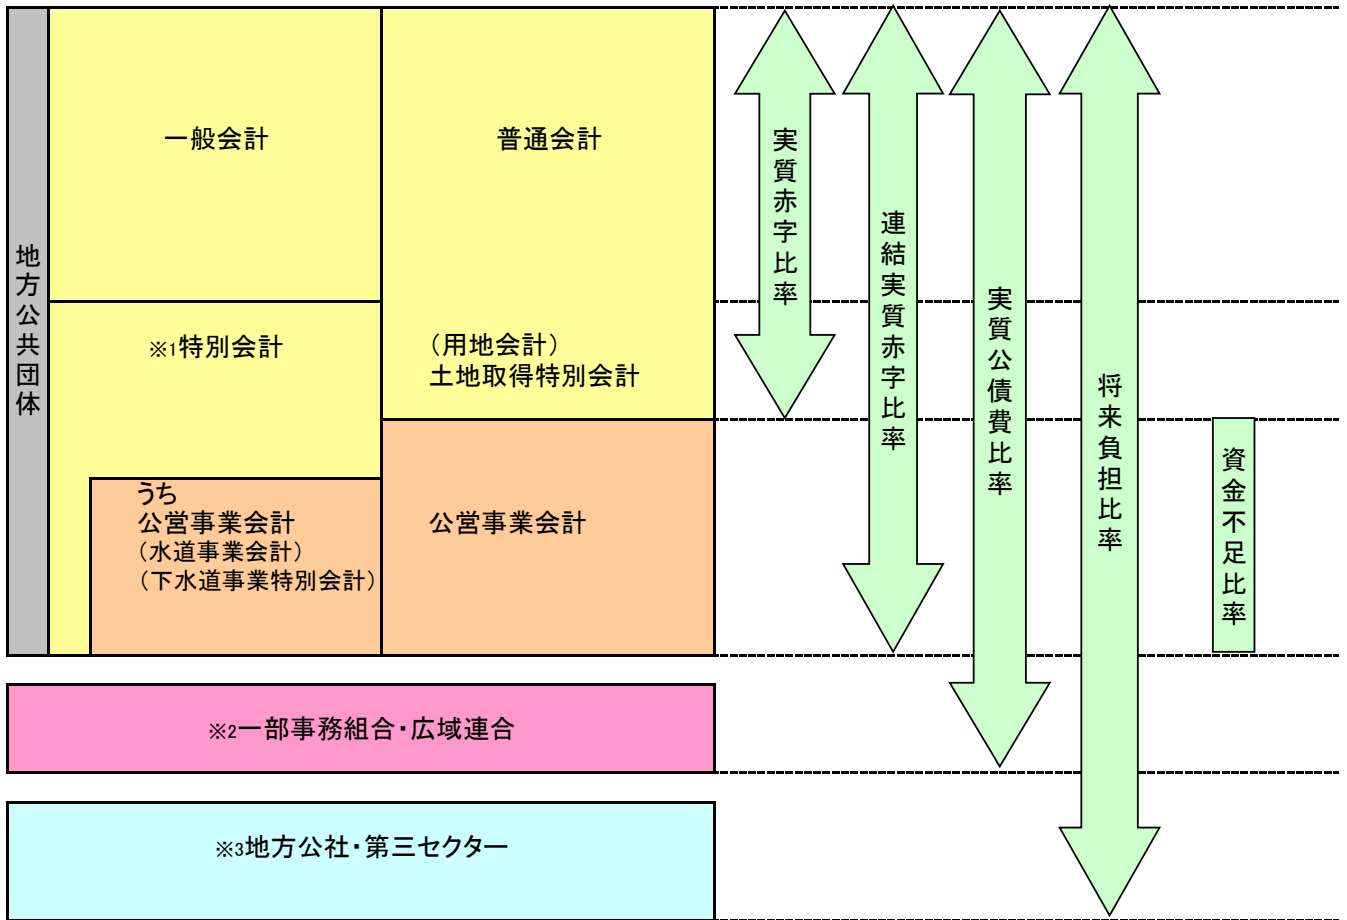 地方公共団体
一般会計
普通会計
※1特別会計
(用地会計)
土地取得特別会計
うち
公営事業会計
(水道事業会計)
(下水道事業特別会計)
公営事業会計
※2一部事務組合・広域連合
※3地方公社・第三セクター
実質赤字比率
連結実質赤字比率
実質公債費比率
将来負担比率
資金不足比率